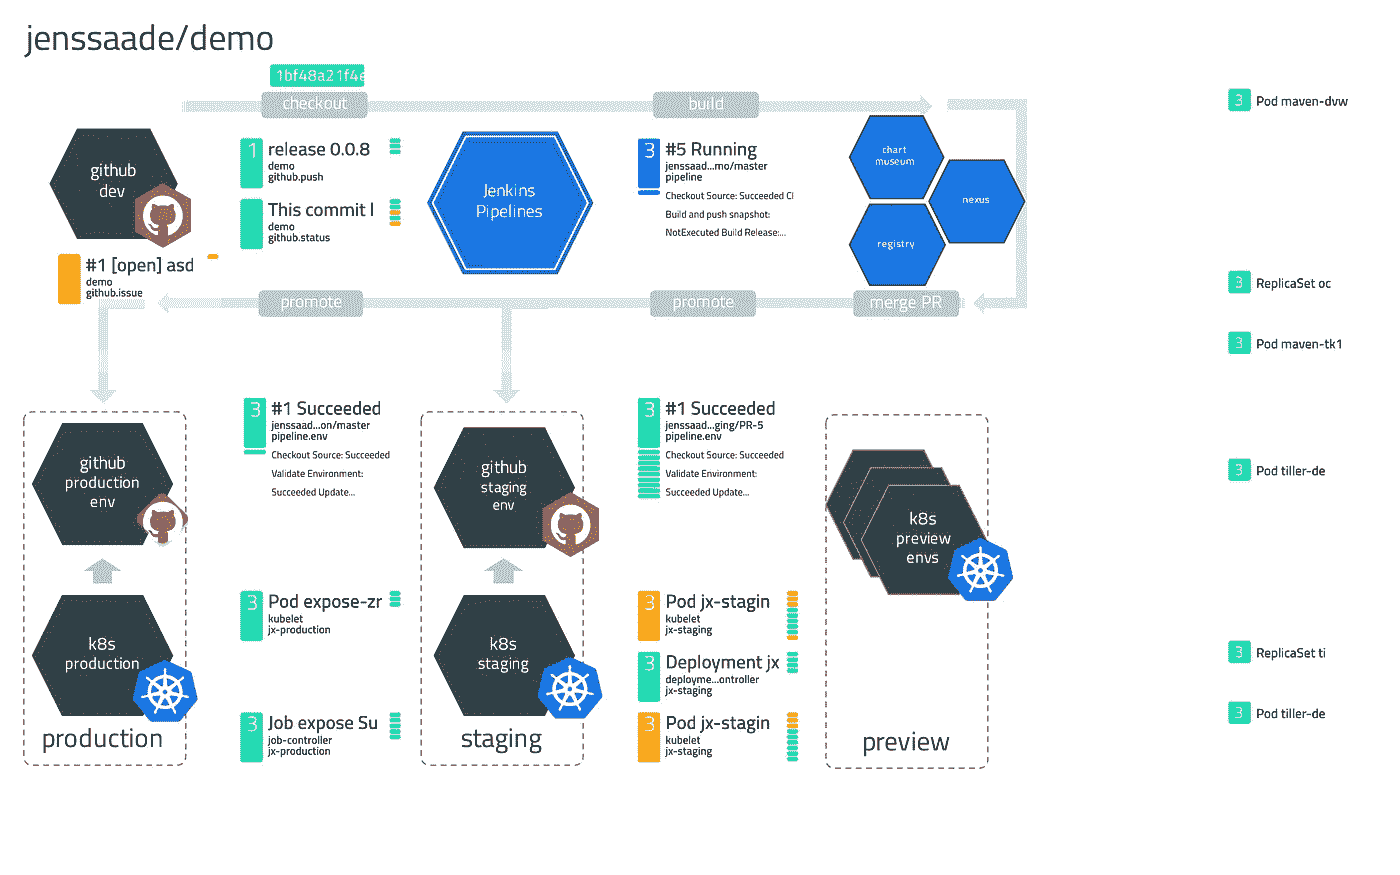 jenssaade/demo
1bf48a21f4e
checkout
build
github
dev
1
release 0.0.8
demo
github.push
This commit I
demo
github.status
#1 [open] asd
demo
github.issue
Jenkins
Pipelines
3
#5 Running
jenssaad...mo/master
pipeline
Checkout Source: Succeeded CI
Build and push snapshot:
NotExecuted Build Release:...
chart
museum
nexus
registry
promote
promote
merge PR
github
production
env
k8s
production
production
3
#1 Succeeded
jenssaad...on/master
pipeline.env
Checkout Source: Succeeded
Validate Environment:
Succeeded Update...
3
Pod expose-zr
kubelet
jx-production
3
Job expose Su
job-controller
jx-production
github
staging
env
k8s
staging
staging
3
#1 Succeeded
jenssaad...ging/PR-5
pipeline.env
Checkout Source: Succeeded
Validate Environment:
Succeeded Update...
3
Pod jx-stagin
kubelet
jx-staging
3
Deployment jx
deployme...ontroller
jx-staging
3
Pod jx-stagin
kubelet
jx-staging
k8s
preview
envs
preview
3 Pod maven-dvw
3 ReplicaSet oc
3 Pod maven-tk1
3 Pod tiller-de
3 ReplicaSet ti
3 Pod tiller-de